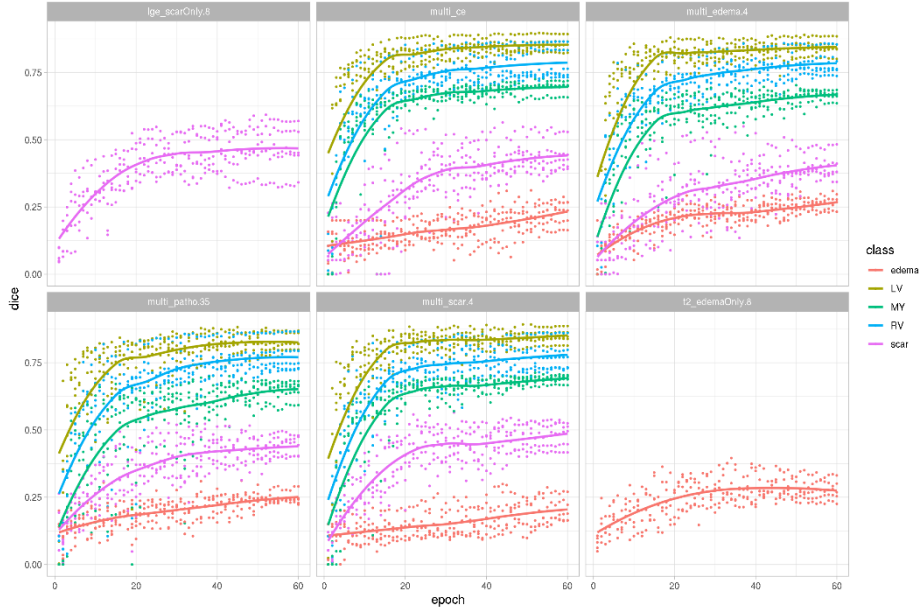 lge_scarOnly.8 multi_ce multi_edema.4
0.75
0.50
0.25
0.00
multi_patho.35 multi_scar.4 t2_edemaOnly.8
0.75
0.50
0.25
0.00
0 20 40 60 0 20 40 60 0 20 40 60
epoch
dice
class
edema
LV
MY
RV
scar